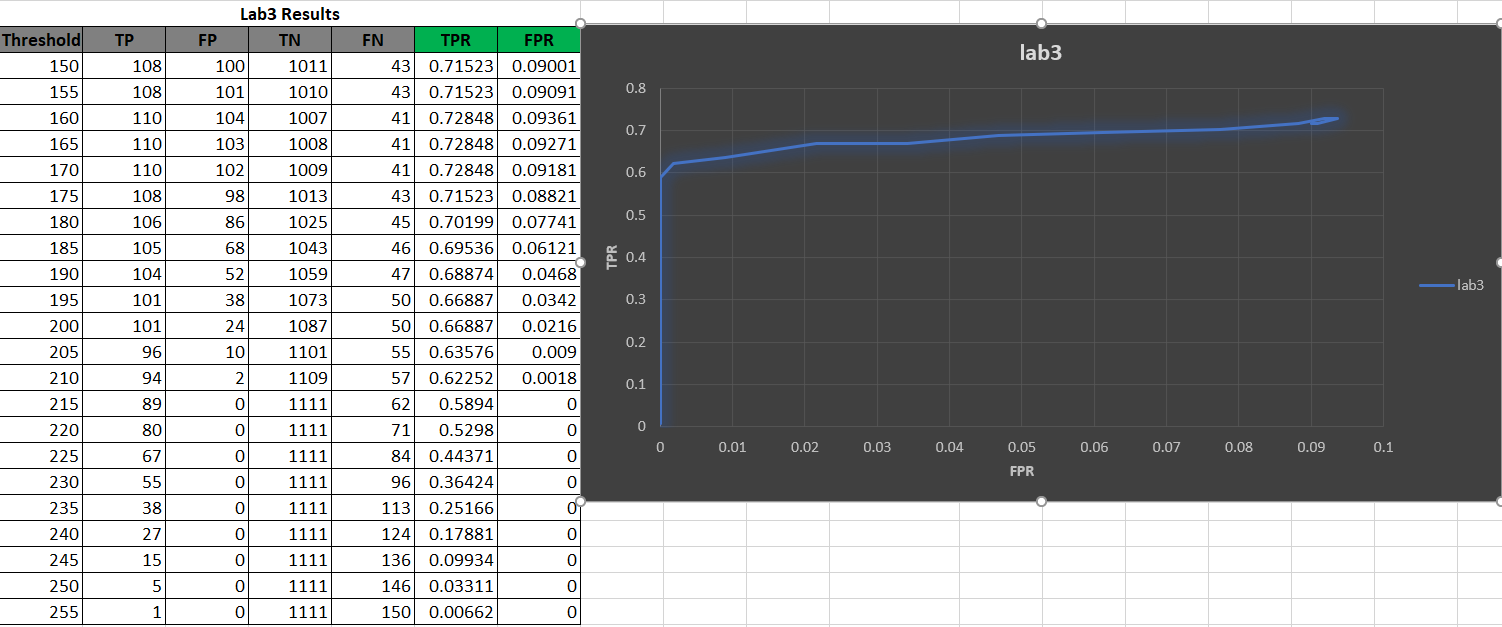 Lab3 Results
Threshold TP FP TN FN TPR FPR
150 108 100 1011 43 0.71523 0.09001
155 108 101 1010 43 0.71523 0.09091
160 110 104 1007 41 0.72848 0.09361
165 110 103 1008 41 0.72848 0.09271
170 110 102 1009 41 0.72848 0.09181
175 108 98 1013 43 0.71523 0.08821
180 106 86 1025 45 0.70199 0.07741
185 105 68 1043 46 0.69536 0.06121
190 104 52 1059 47 0.68874 0.0468
195 101 38 1073 50 0.66887 0.0342
200 101 24 1087 50 0.66887 0.0216
205 96 10 1101 55 0.63576 0.009
210 94 2 1109 57 0.62252 0.0018
215 89 0 1111 62 0.5894 0
220 80 0 1111 71 0.5298 0
225 67 0 1111 84 0.44371 0
230 55 0 1111 96 0.36424 0
235 38 0 1111 113 0.25166 0
240 27 0 1111 124 0.17881 0
245 15 0 1111 136 0.09934 0
250 5 0 1111 146 0.03311 0
255 1 0 1111 150 0.00662 0
lab3
0.8
0.7
0.6
0.5
0.4
0.3
0.2
0.1
0
TPR
0 0.01 0.02 0.03 0.04 0.05 0.06 0.07 0.08 0.09 0.1
FPR
lab3